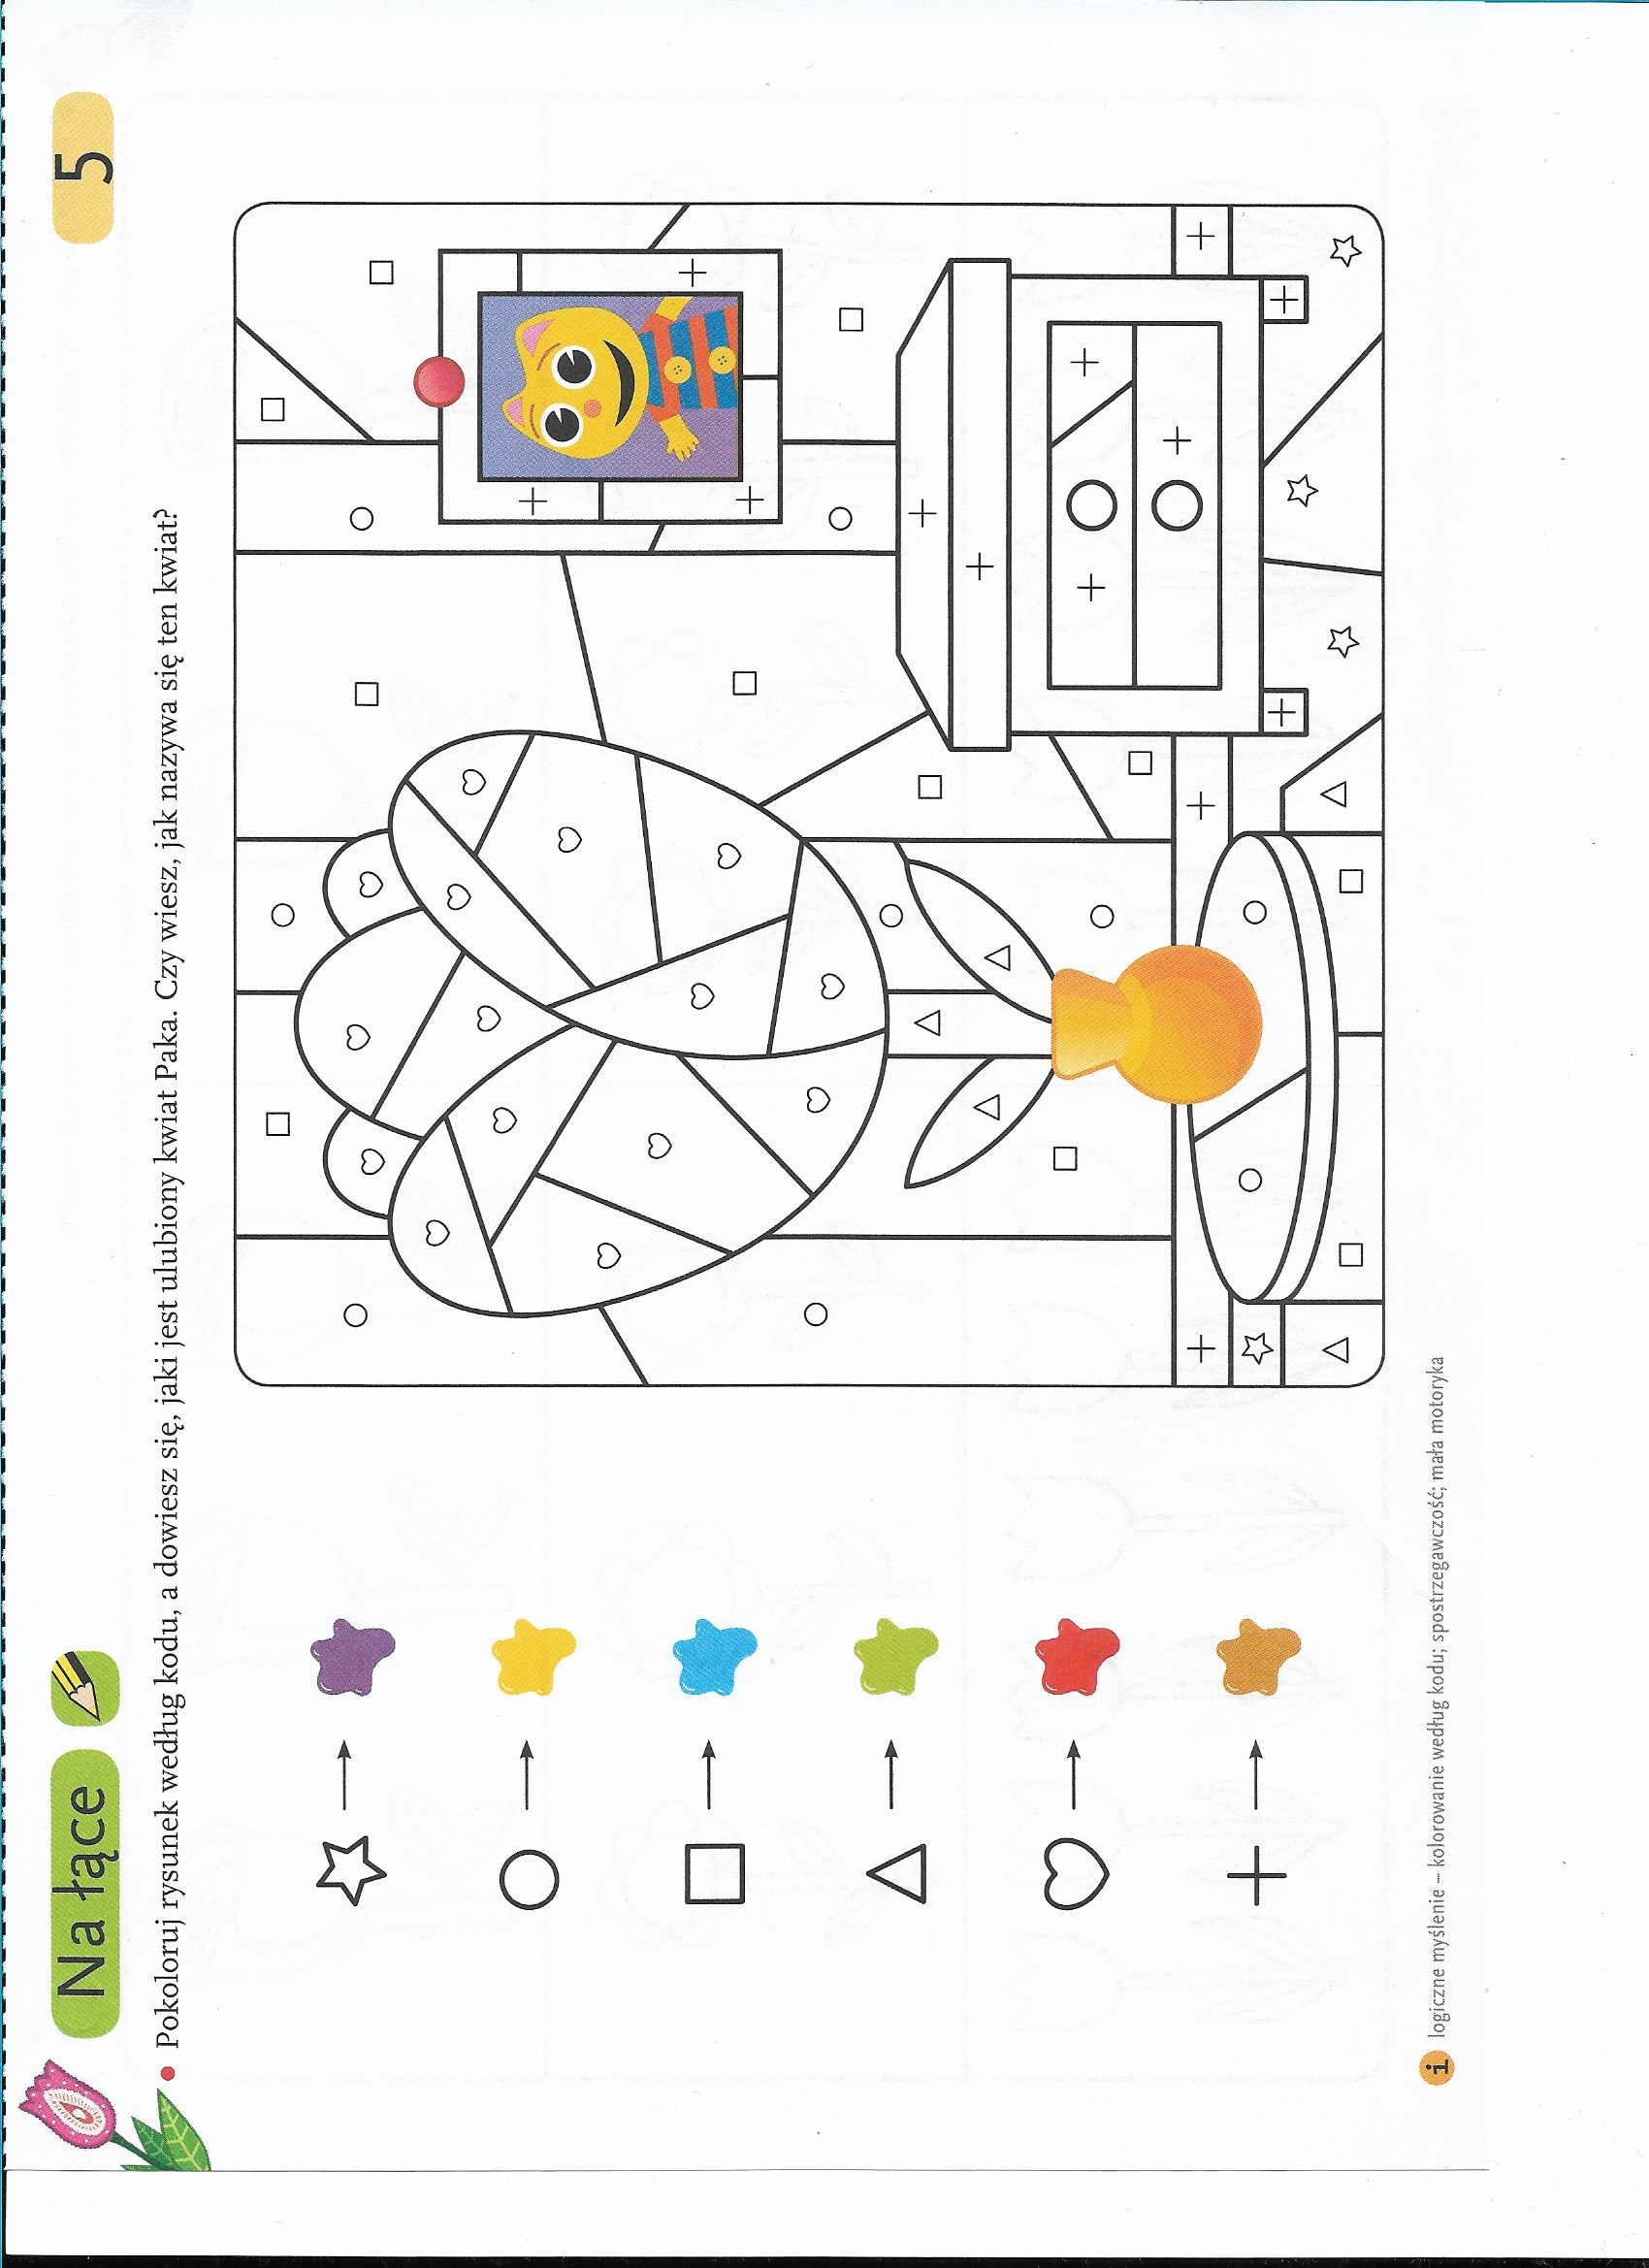 Na łące
5
Pokoloruj rysunek według kodu, a dowiesz się, jaki jest ulubiony kwiat Paka. Czy wiesz, jak nazywa się ten kwiat?
i logiczne myślenie – kolorowanie według kodu; spostrzegawczość; mała motoryka